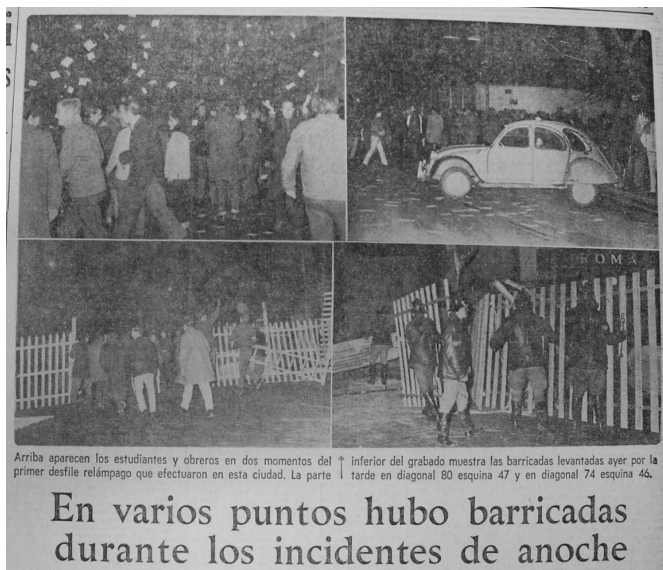 ROMA
Arriba aparecen los estudiantes y obreros en dos momentos del
primer desfile relámpago que efectuaron en esta ciudad. La parte
inferior del grabado muestra las barricadas levantadas ayer por la
tarde en diagonal 80 esquina 47 y en diagonal 74 esquina 46.
En varios puntos hubo barricadas
durante los incidentes de anoche